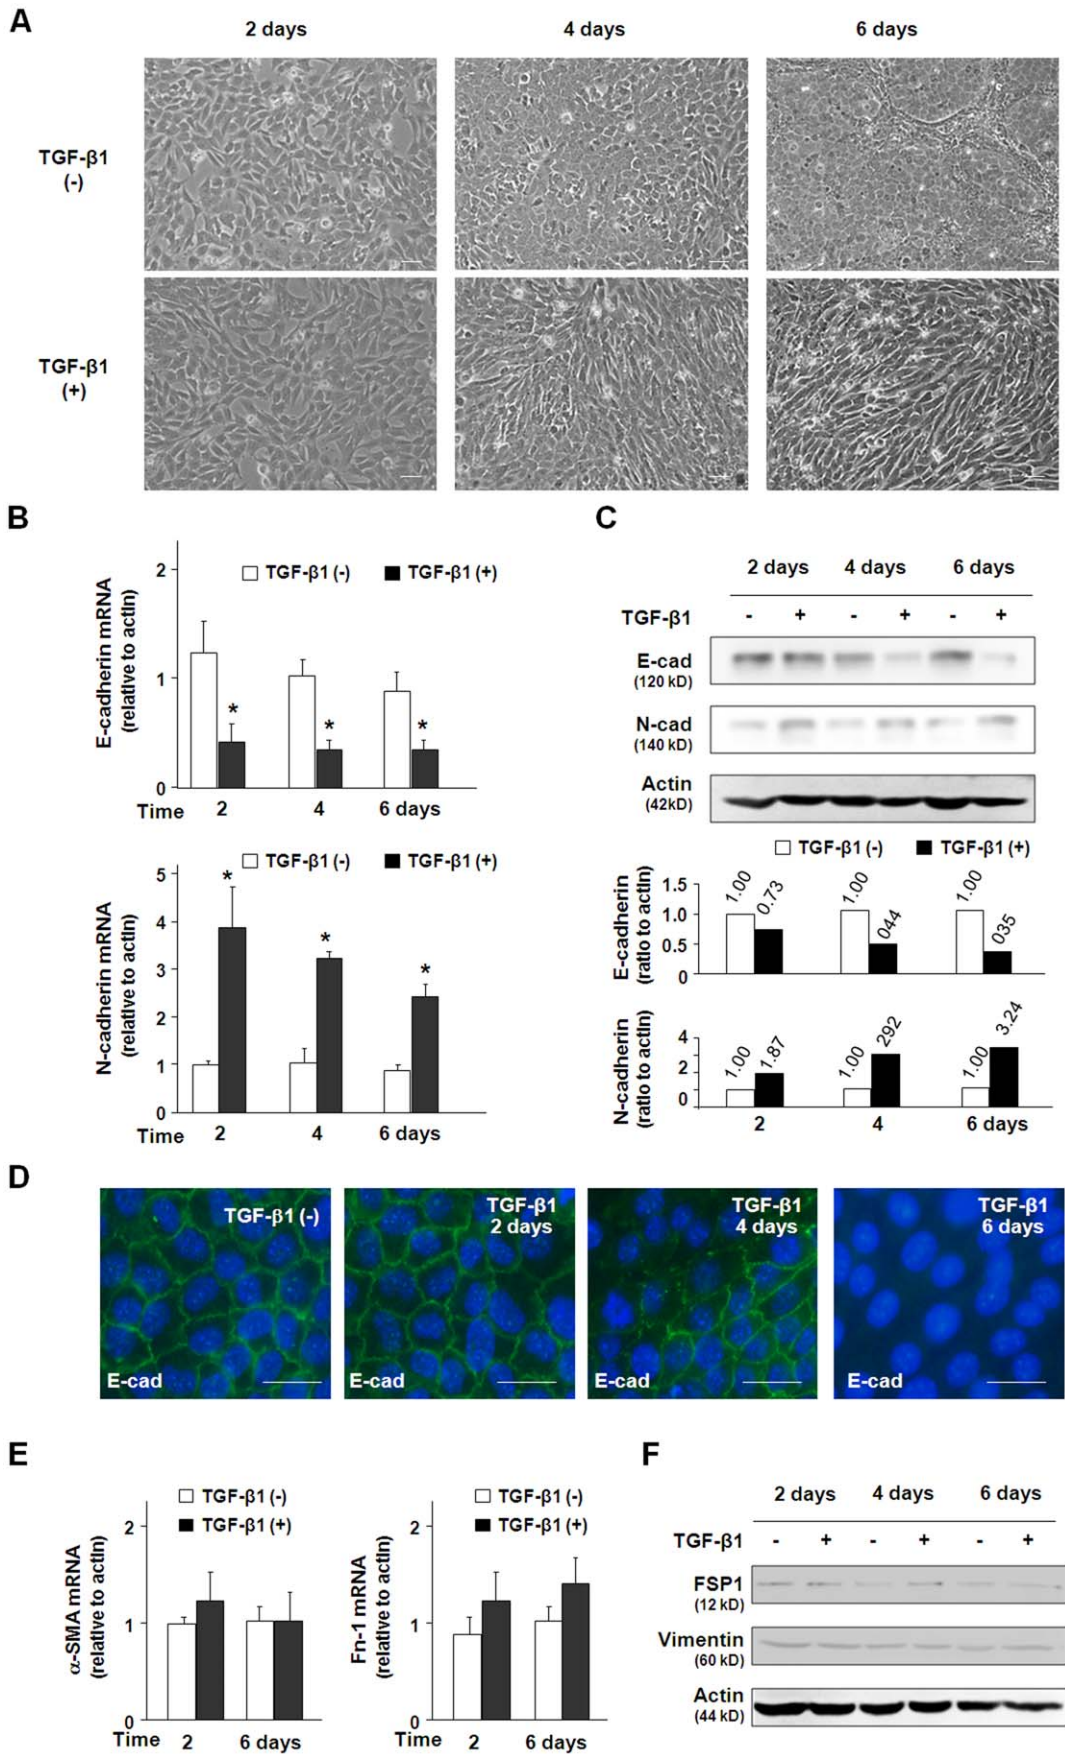 A
2 days 4 days 6 days
TGF-β1
(-)
TGF-β1
(+)
B
2
1
0
E-cadherin mRNA
(relative to actin)
TGF-β1 (-) TGF-β1 (+)
* * *
Time 2 4 6 days
5
4
3
2
1
0
N-cadherin mRNA
(relative to actin)
TGF-β1 (-) TGF-β1 (+)
* * *
Time 2 4 6 days
C
2 days 4 days 6 days
TGF-β1 - + - + - +
E-cad
(120 kD)
N-cad
(140 kD)
Actin
(42kD)
TGF-β1 (-) TGF-β1 (+)
E-cadherin
(ratio to actin)
1.5
1.0
0.5
0
1.00 0.73 1.00 044 1.00 035
N-cadherin
(ratio to actin)
4
2
0
1.00 1.87 1.00 292 1.00 3.24
2 4 6 days
D
TGF-β1 (-)
E-cad
TGF-β1
2 days
E-cad
TGF-β1
4 days
E-cad
TGF-β1
6 days
E-cad
E
TGF-β1 (-)
TGF-β1 (+)
α-SMA mRNA
(relative to actin)
2
1
0
Time 2 6 days
TGF-β1 (-)
TGF-β1 (+)
Fn-1 mRNA
(relative to actin)
2
1
0
Time 2 6 days
F
2 days 4 days 6 days
TGF-β1 - + - + - +
FSP1
(12 kD)
Vimentin
(60 kD)
Actin
(44 kD)